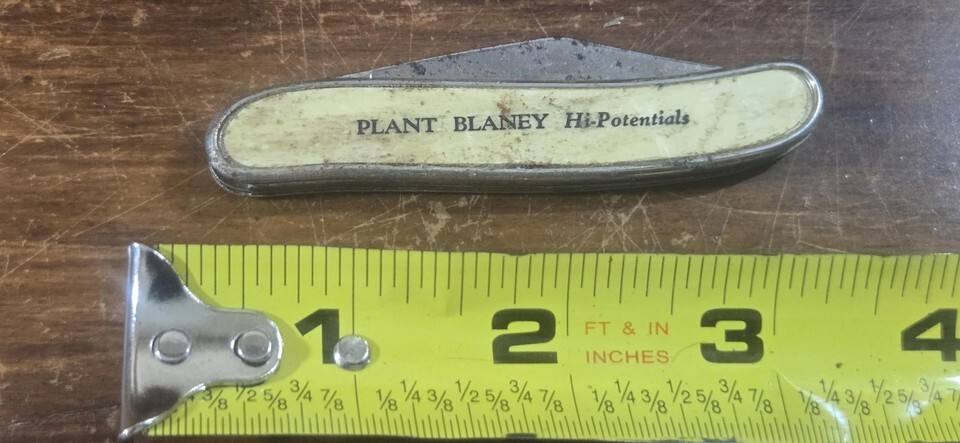 PLANT BLANEY Hi-Potentials
1 2 FT & IN 3 4
INCHES
3/8 1/2 5/8 3/4 7/8 1/8 1/4 3/8 1/2 5/8 3/4 7/8 1/8 1/4 3/8 1/2 5/8 3/4 7/8 1/8 1/4 3/8 1/2 5/8